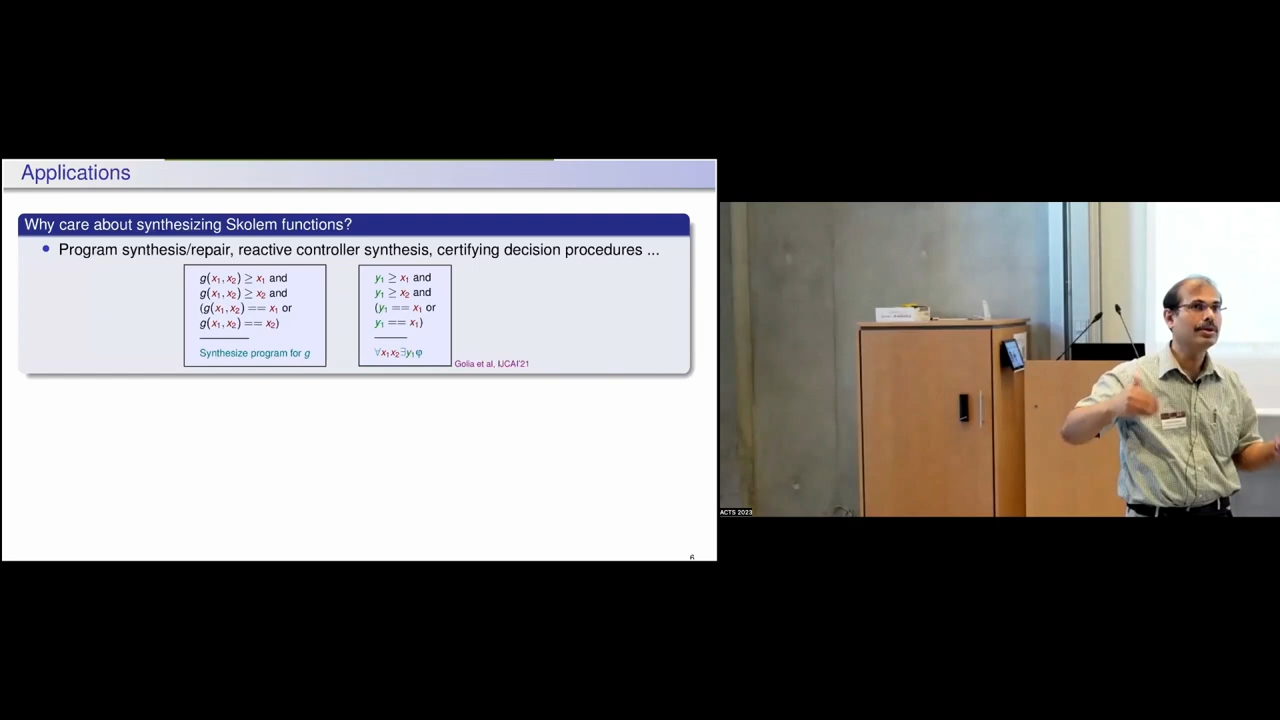 Applications
Why care about synthesizing Skolem functions?
• Program synthesis/repair, reactive controller synthesis, certifying decision procedures ...
g(x₁, x₂) ≥ x₁ and
g(x₁, x₂) ≥ x₂ and
(g(x₁, x₂) == x₁ or
g(x₁, x₂) == x₂)
Synthesize program for g
y₁ ≥ x₁ and
y₁ ≥ x₂ and
(y₁ == x₁ or
y₁ == x₁)
∀x₁x₂∃y₁φ
Golia et al, IJCAI'21
6
ACTS 2023